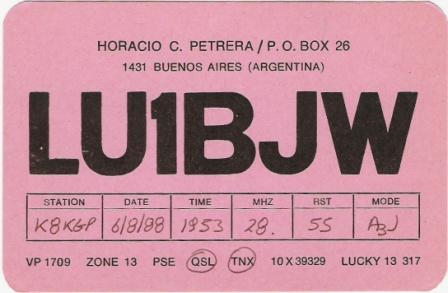 HORACIO C. PETRERA / P. O. BOX 26
1431 BUENOS AIRES (ARGENTINA)
LU1BJW
STATION DATE TIME MHZ RST MODE
K8KGP 6/8/88 1953 28. 55 A3J
VP 1709 ZONE 13 PSE QSL TNX 10 X 39329 LUCKY 13 317